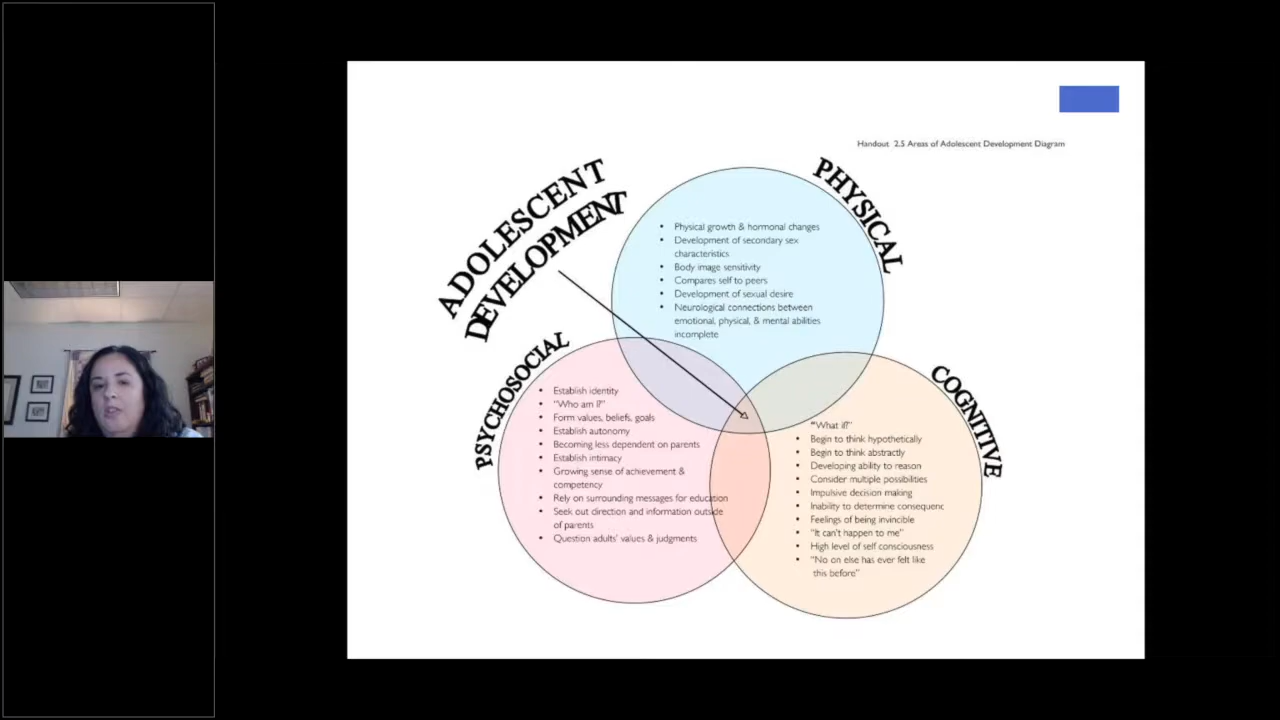 Handout 2.5 Areas of Adolescent Development Diagram
ADOLESCENT
DEVELOPMENT
PHYSICAL
• Physical growth & hormonal changes
• Development of secondary sex
characteristics
• Body image sensitivity
• Compares self to peers
• Development of sexual desire
• Neurological connections between
emotional, physical, & mental abilities
incomplete
PSYCHOSOCIAL
• Establish identity
• "Who am I?"
• Form values, beliefs, goals
• Establish autonomy
• Becoming less dependent on parents
• Establish intimacy
• Growing sense of achievement &
competency
• Rely on surrounding messages for education
• Seek out direction and information outside
of parents
• Question adults' values & judgments
COGNITIVE
"What if?"
• Begin to think hypothetically
• Begin to think abstractly
• Developing ability to reason
• Consider multiple possibilities
• Impulsive decision making
• Inability to determine consequenc
• Feelings of being invincible
• "It can't happen to me"
• High level of self consciousness
• "No on else has ever felt like
this before"